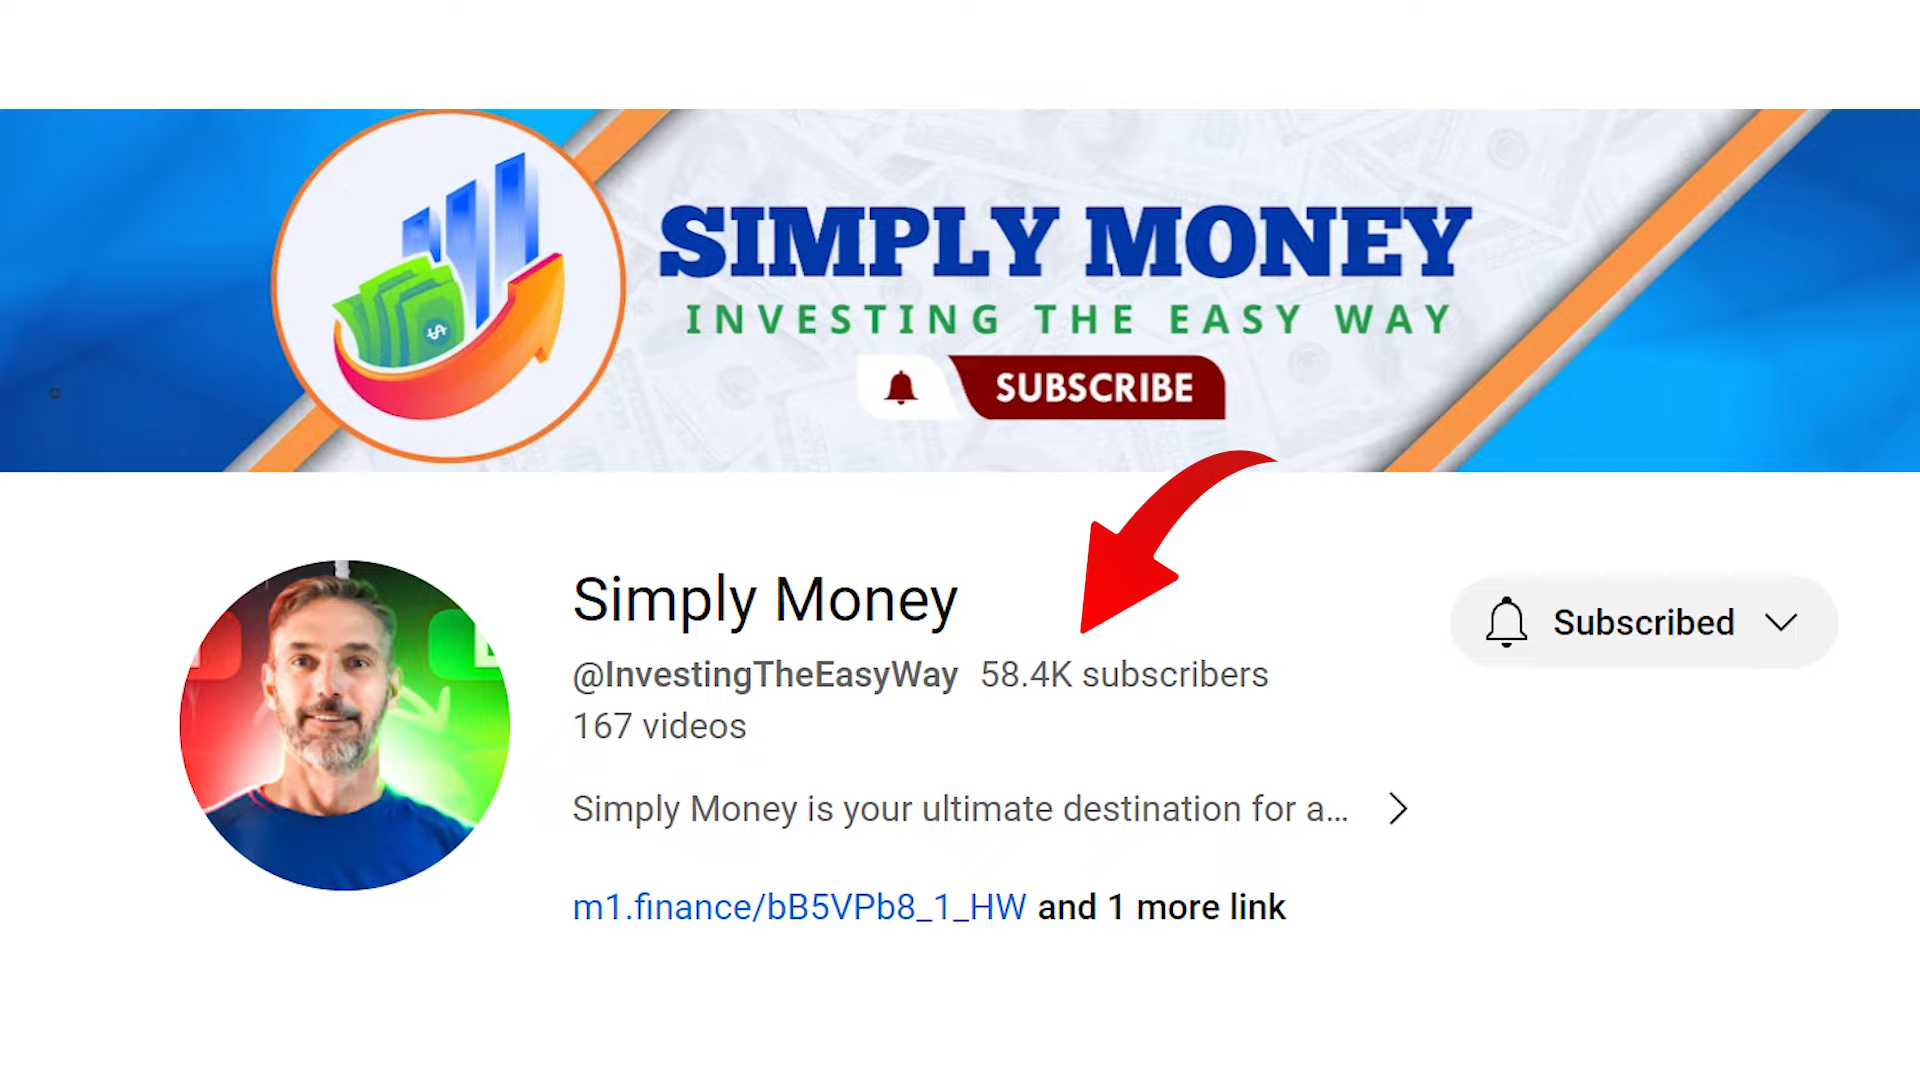 SIMPLY MONEY
INVESTING THE EASY WAY
SUBSCRIBE
Simply Money
@InvestingTheEasyWay 58.4K subscribers
167 videos
Subscribed
Simply Money is your ultimate destination for a...
m1.finance/bB5VPb8_1_HW and 1 more link